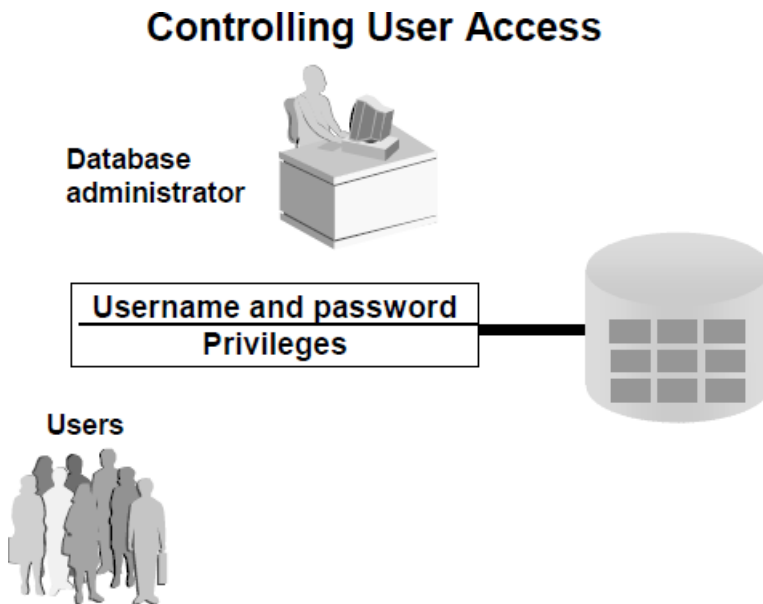 Controlling User Access
Database
administrator
Username and password
Privileges
Users